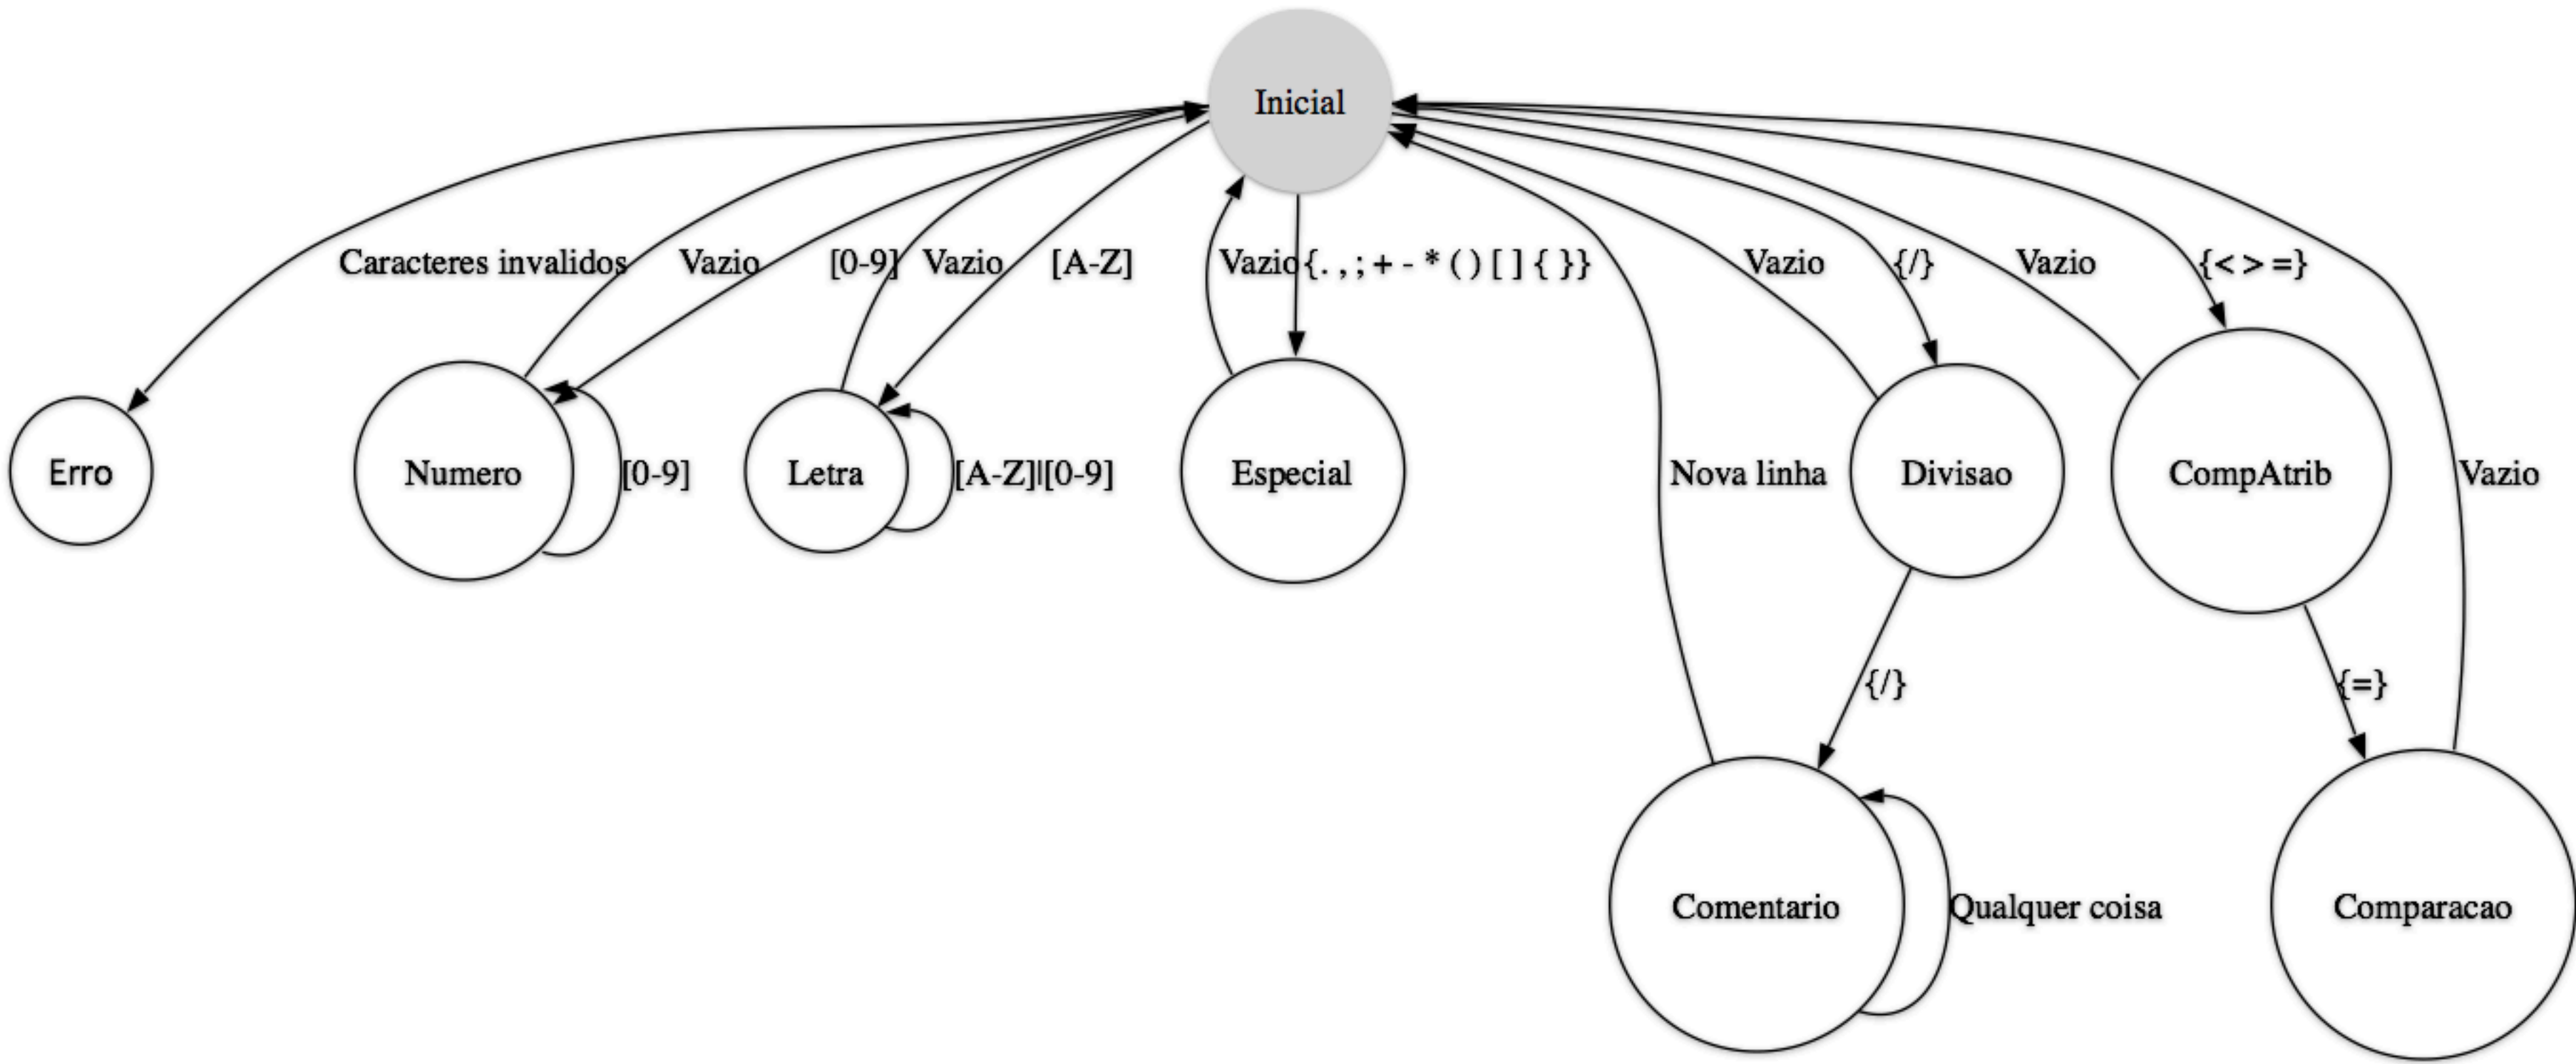 Inicial
Caracteres invalidos
Vazio
[0-9]
Vazio
[A-Z]
Vazio
{. , ; + - * ( ) [ ] { }}
Vazio
{/}
Vazio
{< > =}
Erro
Numero
[0-9]
Letra
[A-Z]|[0-9]
Especial
Nova linha
Divisao
CompAtrib
Vazio
{/}
{=}
Comentario
Qualquer coisa
Comparacao